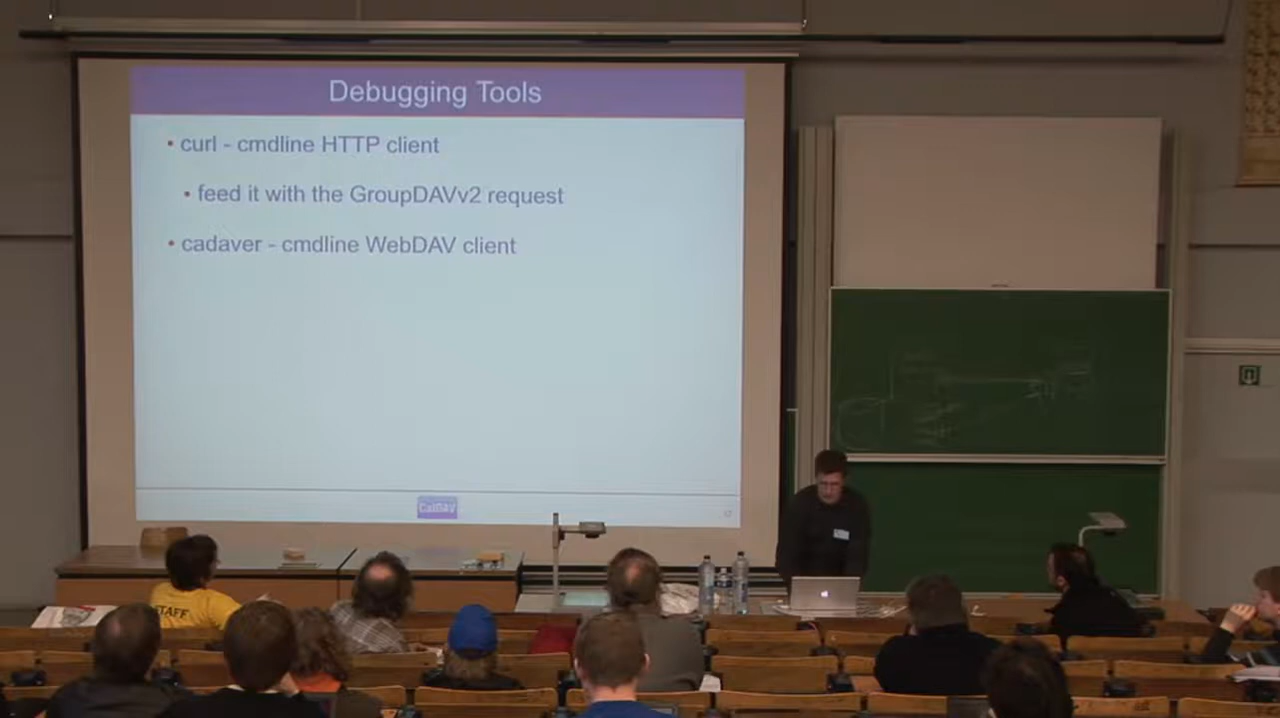 Debugging Tools
• curl - cmdline HTTP client
• feed it with the GroupDAVv2 request
• cadaver - cmdline WebDAV client
CalDAV
STAFF